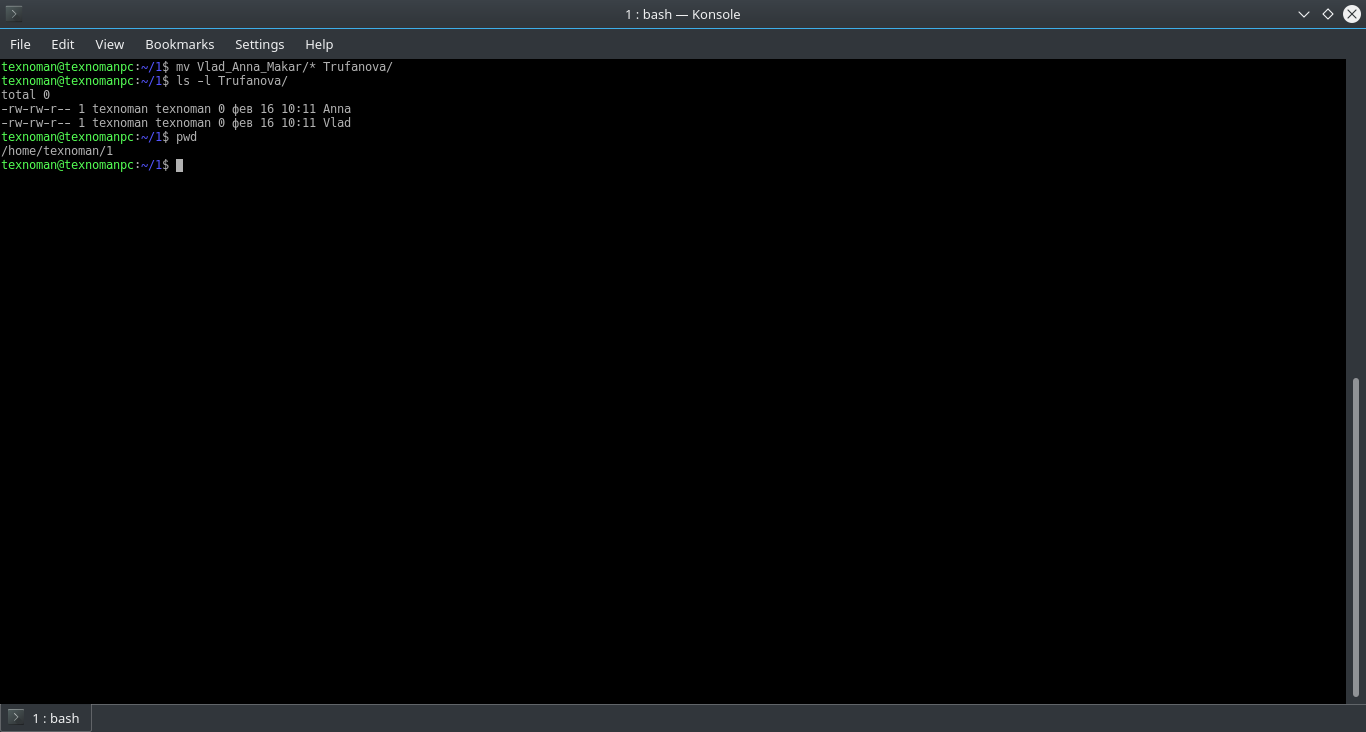 1 : bash — Konsole
File Edit View Bookmarks Settings Help
texnoman@texnomanpc:~/1$ mv Vlad_Anna_Makar/* Trufanova/
texnoman@texnomanpc:~/1$ ls -l Trufanova/
total 0
-rw-rw-r-- 1 texnoman texnoman 0 фев 16 10:11 Anna
-rw-rw-r-- 1 texnoman texnoman 0 фев 16 10:11 Vlad
texnoman@texnomanpc:~/1$ pwd
/home/texnoman/1
texnoman@texnomanpc:~/1$
1 : bash